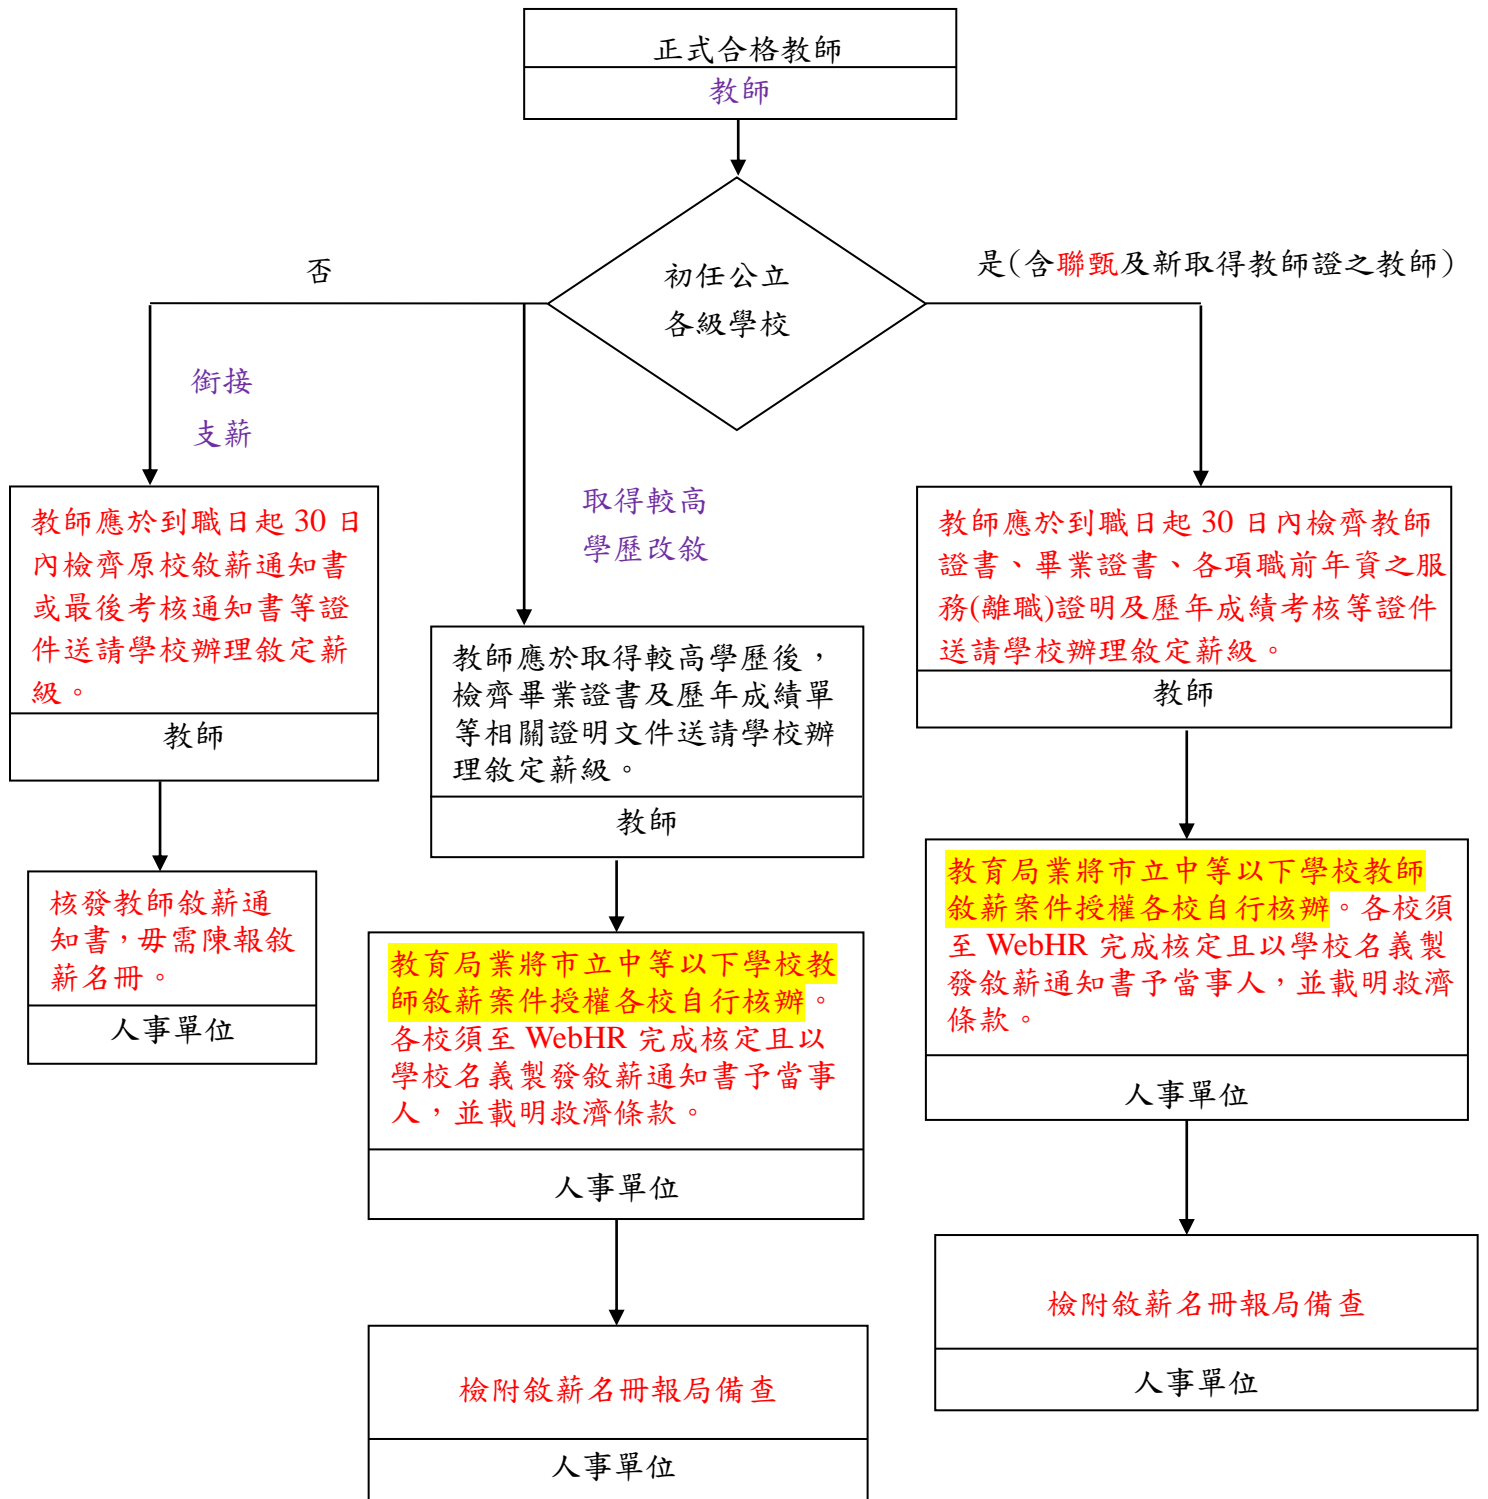 正式合格教師
教師
初任公立
各級學校
否
是(含聯甄及新取得教師證之教師)
銜接
支薪
教師應於到職日起 30 日
內檢齊原校敘薪通知書
或最後考核通知書等證
件送請學校辦理敘定薪
級。
教師
核發教師敘薪通
知書,毋需陳報敘
薪名冊。
人事單位
取得較高
學歷改敘
教師應於取得較高學歷後,
檢齊畢業證書及歷年成績單
等相關證明文件送請學校辦
理敘定薪級。
教師
教育局業將市立中等以下學校教
師敘薪案件授權各校自行核辦。
各校須至 WebHR 完成核定且以
學校名義製發敘薪通知書予當事
人,並載明救濟條款。
人事單位
檢附敘薪名冊報局備查
人事單位
教師應於到職日起 30 日內檢齊教師
證書、畢業證書、各項職前年資之服
務(離職)證明及歷年成績考核等證件
送請學校辦理敘定薪級。
教師
教育局業將市立中等以下學校教師
敘薪案件授權各校自行核辦。各校須
至 WebHR 完成核定且以學校名義製
發敘薪通知書予當事人,並載明救濟
條款。
人事單位
檢附敘薪名冊報局備查
人事單位